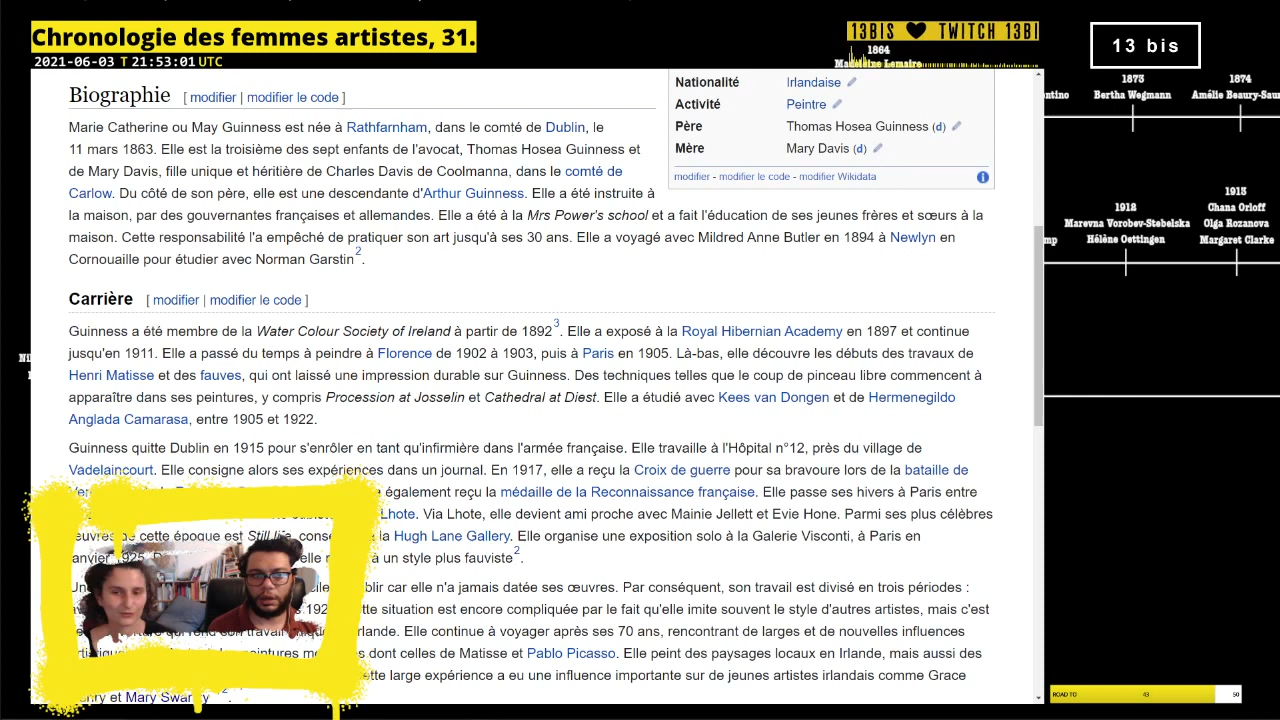 Chronologie des femmes artistes, 31.
2021-06-03 T 21:53:01 UTC
13BIS ♥ TWITCH 13BI
1864
Madeleine Lemaire
13 bis
1873
1874
Bertha Wegmann
Amélie Beaury-Sau
1918
Marevna Vorobev-Stebelska
Hélène Oettingen
1913
Chana Orloff
Olga Rozanova
Margaret Clarke
Nationalité Irlandaise
Activité Peintre
Père Thomas Hosea Guinness (d)
Mère Mary Davis (d)
modifier - modifier le code - modifier Wikidata
Biographie [ modifier | modifier le code ]
Marie Catherine ou May Guinness est née à Rathfarnham, dans le comté de Dublin, le
11 mars 1863. Elle est la troisième des sept enfants de l'avocat, Thomas Hosea Guinness et
de Mary Davis, fille unique et héritière de Charles Davis de Coolmanna, dans le comté de
Carlow. Du côté de son père, elle est une descendante d'Arthur Guinness. Elle a été instruite à
la maison, par des gouvernantes françaises et allemandes. Elle a été à la Mrs Power's school et a fait l'éducation de ses jeunes frères et sœurs à la
maison. Cette responsabilité l'a empêché de pratiquer son art jusqu'à ses 30 ans. Elle a voyagé avec Mildred Anne Butler en 1894 à Newlyn en
Cornouaille pour étudier avec Norman Garstin2.
Carrière [ modifier | modifier le code ]
Guinness a été membre de la Water Colour Society of Ireland à partir de 18923. Elle a exposé à la Royal Hibernian Academy en 1897 et continue
jusqu'en 1911. Elle a passé du temps à peindre à Florence de 1902 à 1903, puis à Paris en 1905. Là-bas, elle découvre les débuts des travaux de
Henri Matisse et des fauves, qui ont laissé une impression durable sur Guinness. Des techniques telles que le coup de pinceau libre commencent à
apparaître dans ses peintures, y compris Procession at Josselin et Cathedral at Diest. Elle a étudié avec Kees van Dongen et de Hermenegildo
Anglada Camarasa, entre 1905 et 1922.
Guinness quitte Dublin en 1915 pour s'enrôler en tant qu'infirmière dans l'armée française. Elle travaille à l'Hôpital n°12, près du village de
Vadelaincourt. Elle consigne alors ses expériences dans un journal. En 1917, elle a reçu la Croix de guerre pour sa bravoure lors de la bataille de
également reçu la médaille de la Reconnaissance française. Elle passe ses hivers à Paris entre
Lhote. Via Lhote, elle devient ami proche avec Mainie Jellett et Evie Hone. Parmi ses plus célèbres
cette époque est Still life, la Hugh Lane Gallery. Elle organise une exposition solo à la Galerie Visconti, à Paris en
à un style plus fauviste2.
car elle n'a jamais datée ses œuvres. Par conséquent, son travail est divisé en trois périodes :
situation est encore compliquée par le fait qu'elle imite souvent le style d'autres artistes, mais c'est
Elle continue à voyager après ses 70 ans, rencontrant de larges et de nouvelles influences
dont celles de Matisse et Pablo Picasso. Elle peint des paysages locaux en Irlande, mais aussi des
large expérience a eu une influence importante sur de jeunes artistes irlandais comme Grace
et Mary Swanzy
ROAD TO 43 50